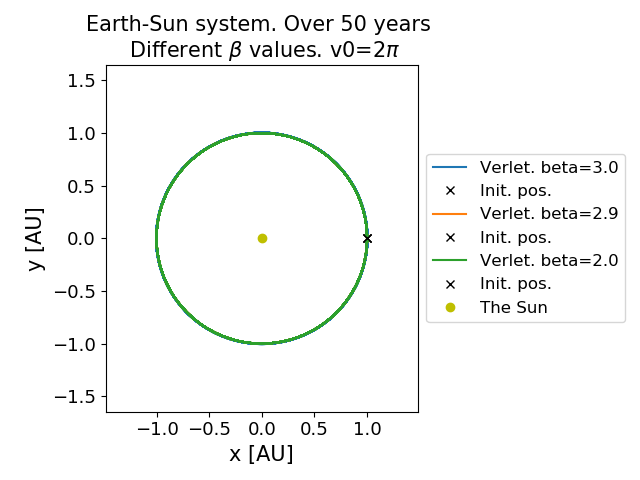 Earth-Sun system. Over 50 years
Different β values. v0=2π
1.5
1.0
0.5
0.0
−0.5
−1.0
−1.5
y [AU]
−1.0 −0.5 0.0 0.5 1.0
x [AU]
Verlet. beta=3.0
Init. pos.
Verlet. beta=2.9
Init. pos.
Verlet. beta=2.0
Init. pos.
The Sun